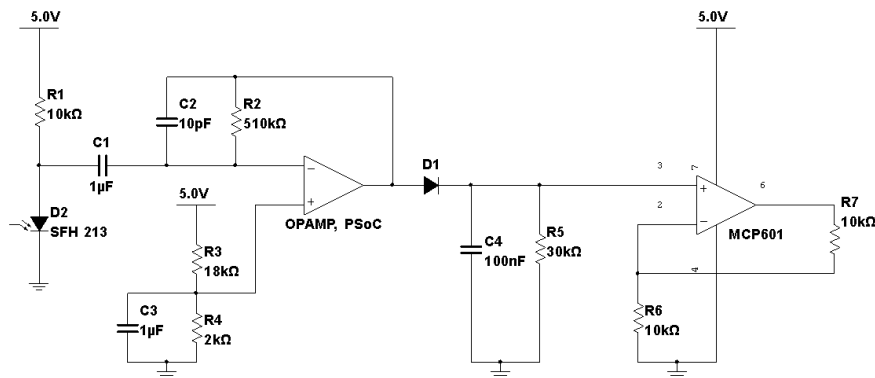 5.0V
5.0V
R1
10kΩ
C2
10pF
R2
510kΩ
C1
1µF
D2
SFH 213
5.0V
OPAMP, PSoC
D1
R3
18kΩ
C3
1µF
R4
2kΩ
C4
100nF
R5
30kΩ
3
7
2
6
4
MCP601
R7
10kΩ
R6
10kΩ